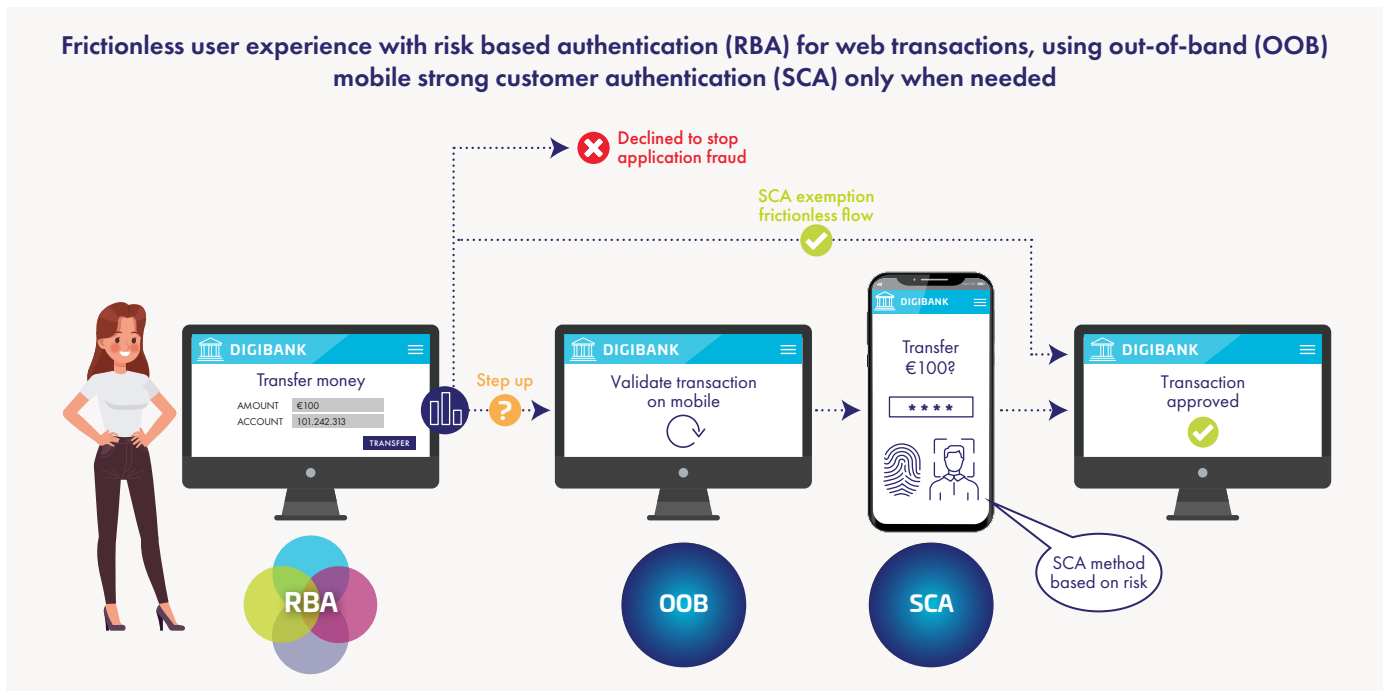 Frictionless user experience with risk based authentication (RBA) for web transactions, using out-of-band (OOB)
mobile strong customer authentication (SCA) only when needed
Declined to stop
application fraud
SCA exemption
frictionless flow
DIGIBANK
Transfer money
AMOUNT €100
ACCOUNT 101.242.313
TRANSFER
Step up
?
DIGIBANK
Validate transaction
on mobile
DIGIBANK
Transfer
€100?
****
DIGIBANK
Transaction
approved
SCA method
based on risk
RBA
OOB
SCA